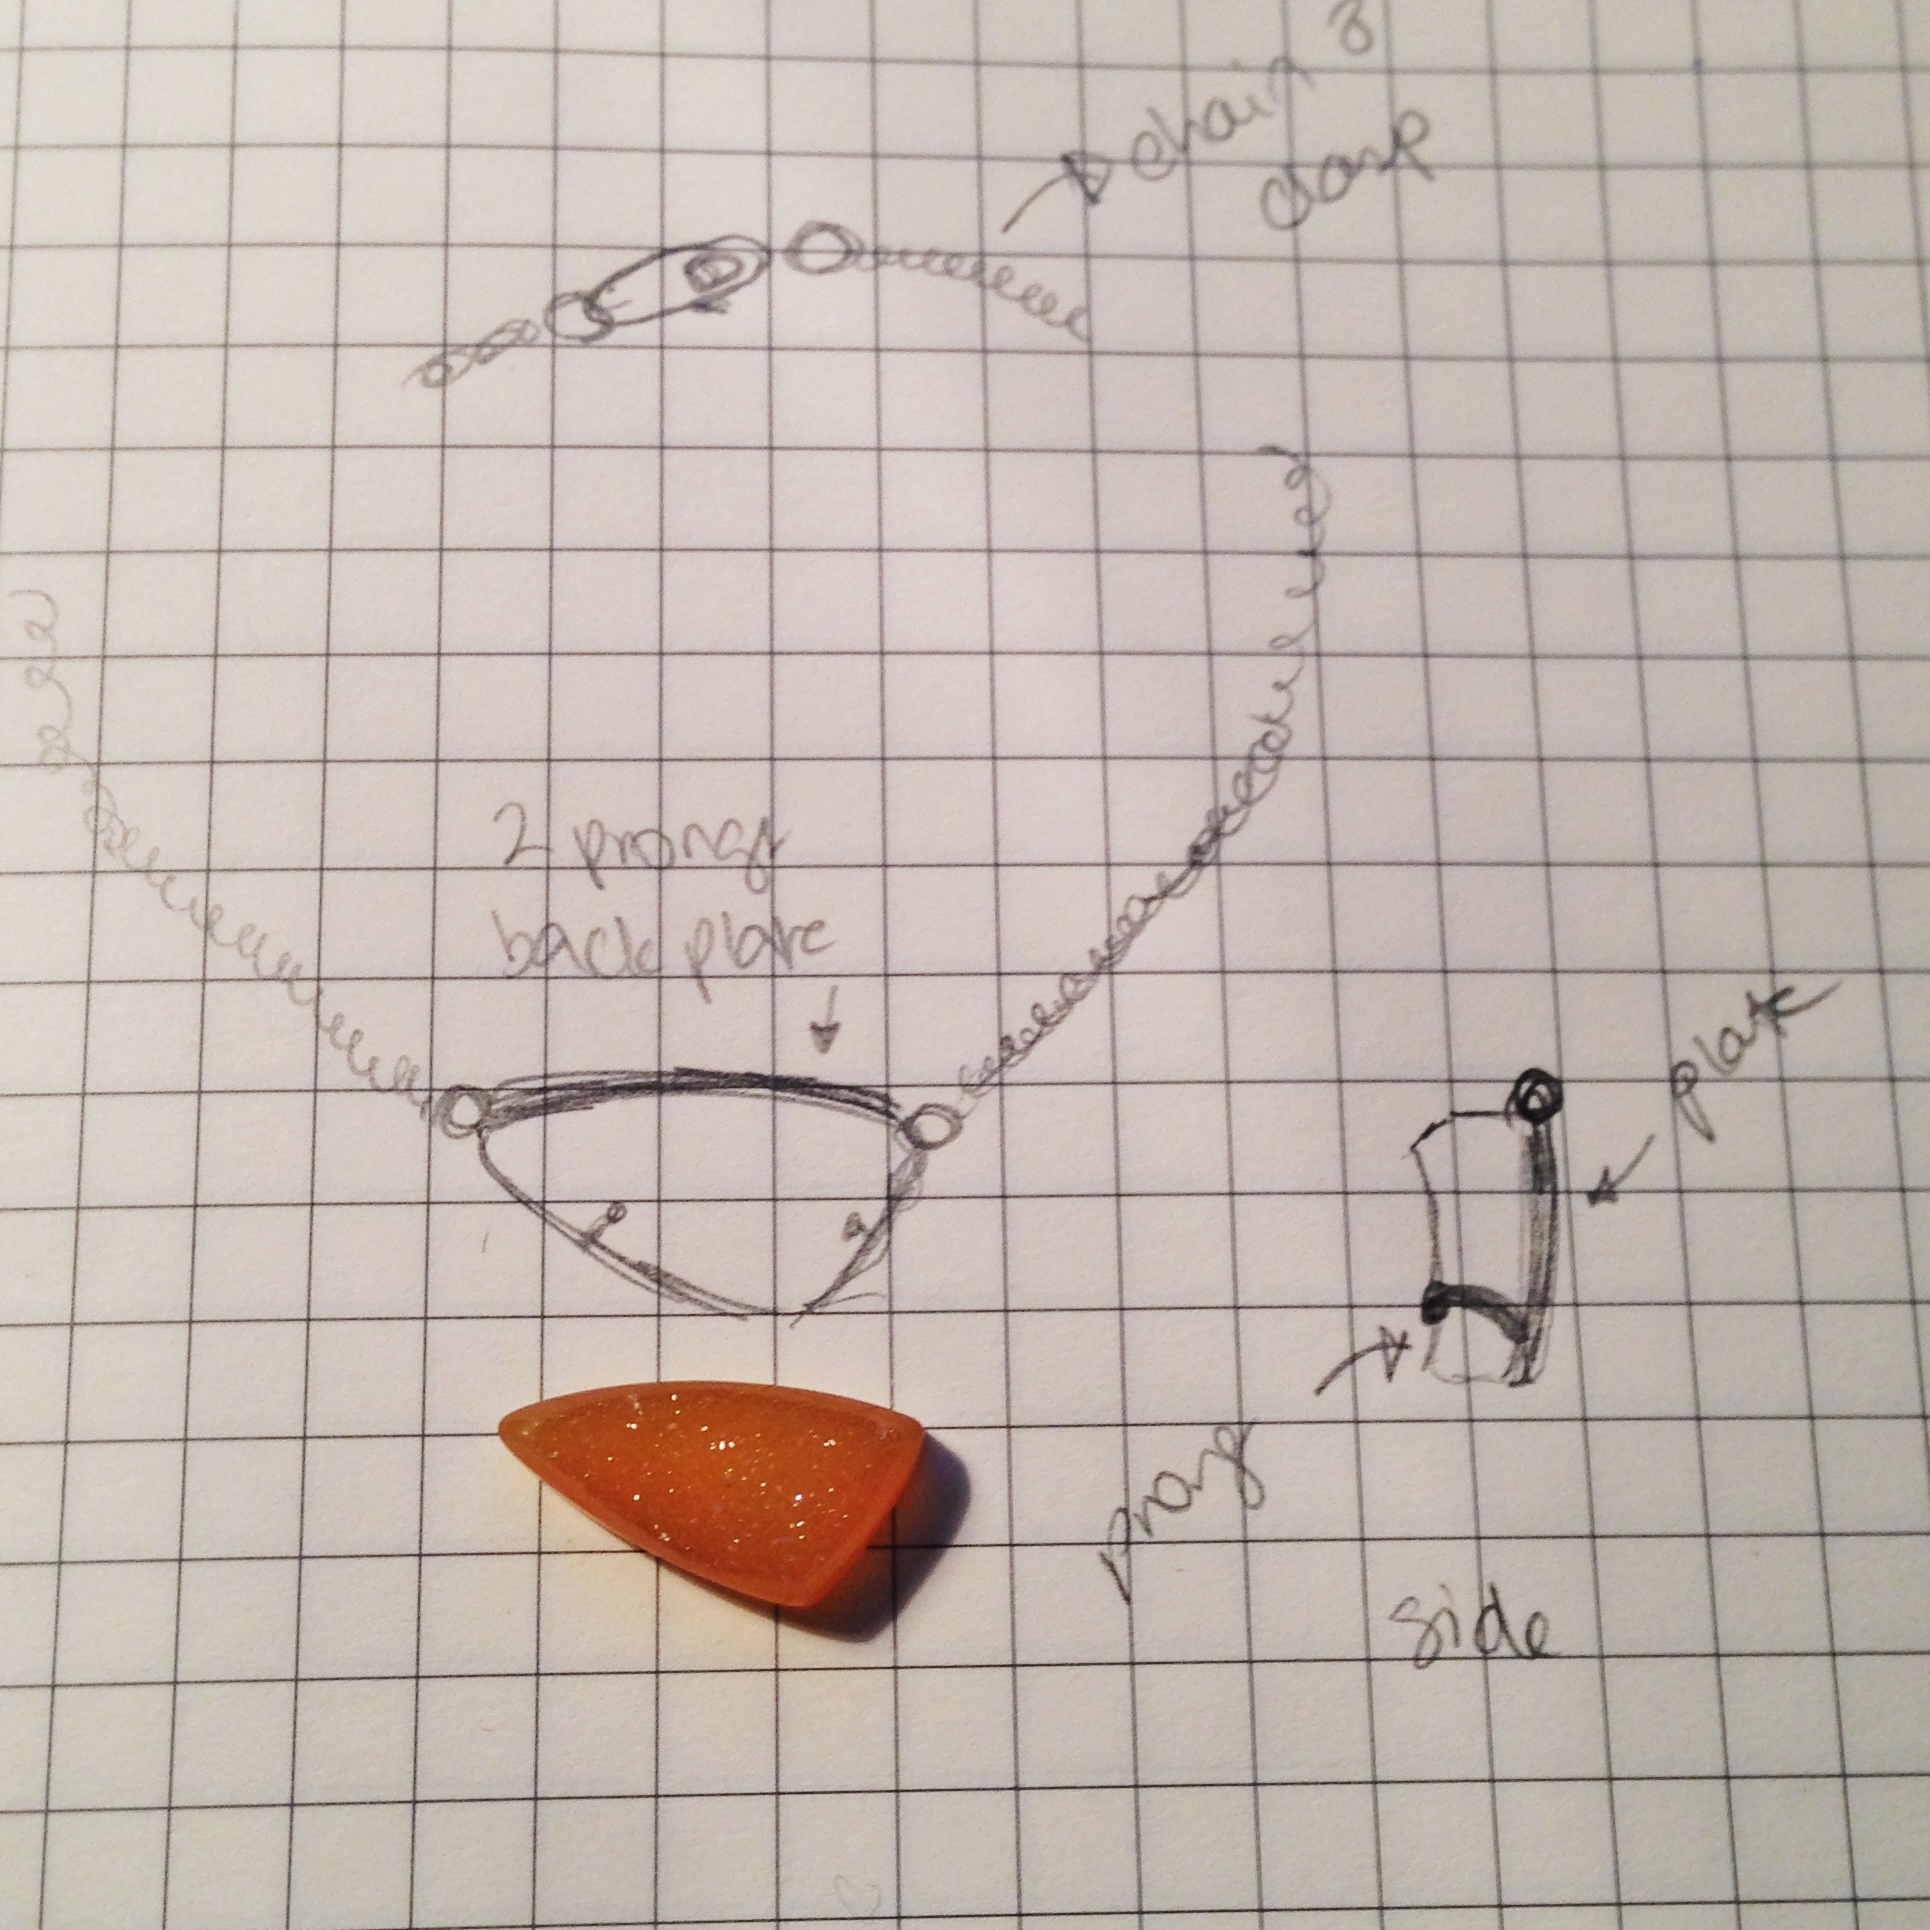 chain &
clasp
2 prongs
back plate
plate
prong
side